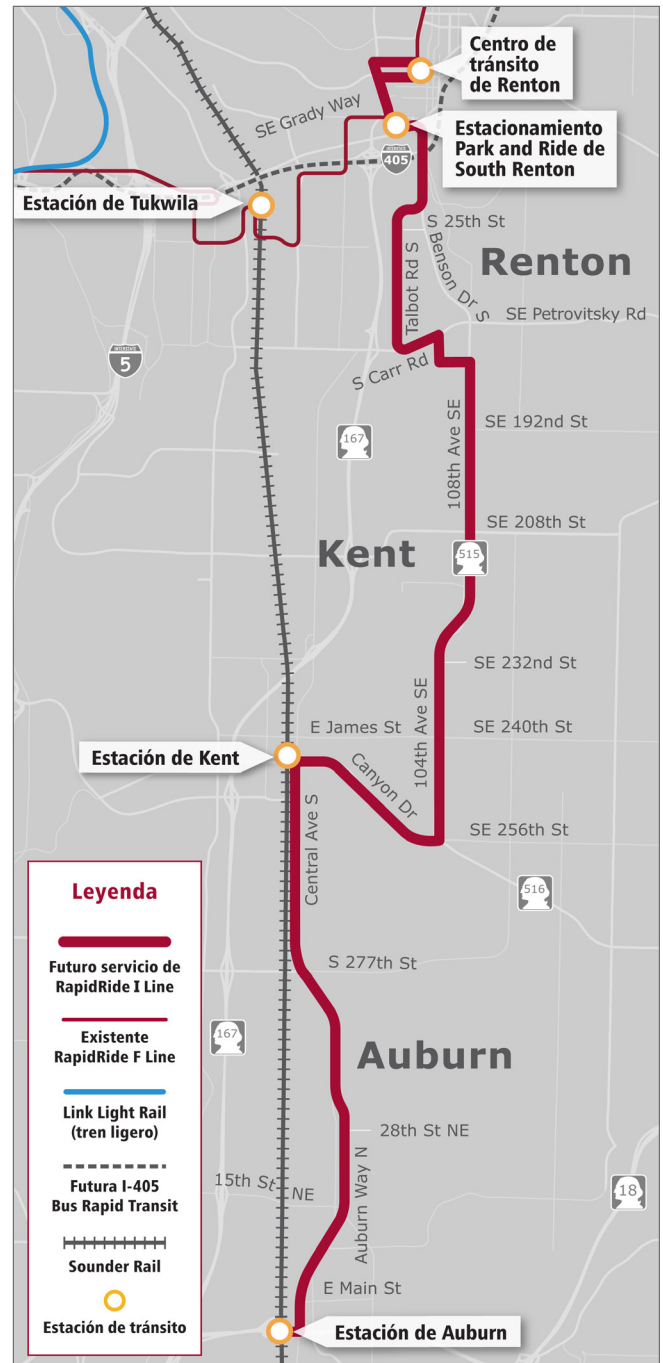 Centro de
tránsito
de Renton
SE Grady Way
Estacionamiento
Park and Ride de
South Renton
INTERSTATE
405
Estación de Tukwila
S 25th St
Renton
Benson Dr S
Talbot Rd S
SE Petrovitsky Rd
INTERSTATE
5
S Carr Rd
167
108th Ave SE
SE 192nd St
SE 208th St
Kent
515
SE 232nd St
104th Ave SE
E James St
SE 240th St
Estación de Kent
Canyon Dr
SE 256th St
Central Ave S
516
Leyenda
Futuro servicio de
RapidRide I Line
Existente
RapidRide F Line
Link Light Rail
(tren ligero)
Futura I-405
Bus Rapid Transit
Sounder Rail
Estación de tránsito
S 277th St
167
Auburn
28th St NE
15th St NE
Auburn Way N
18
E Main St
Estación de Auburn